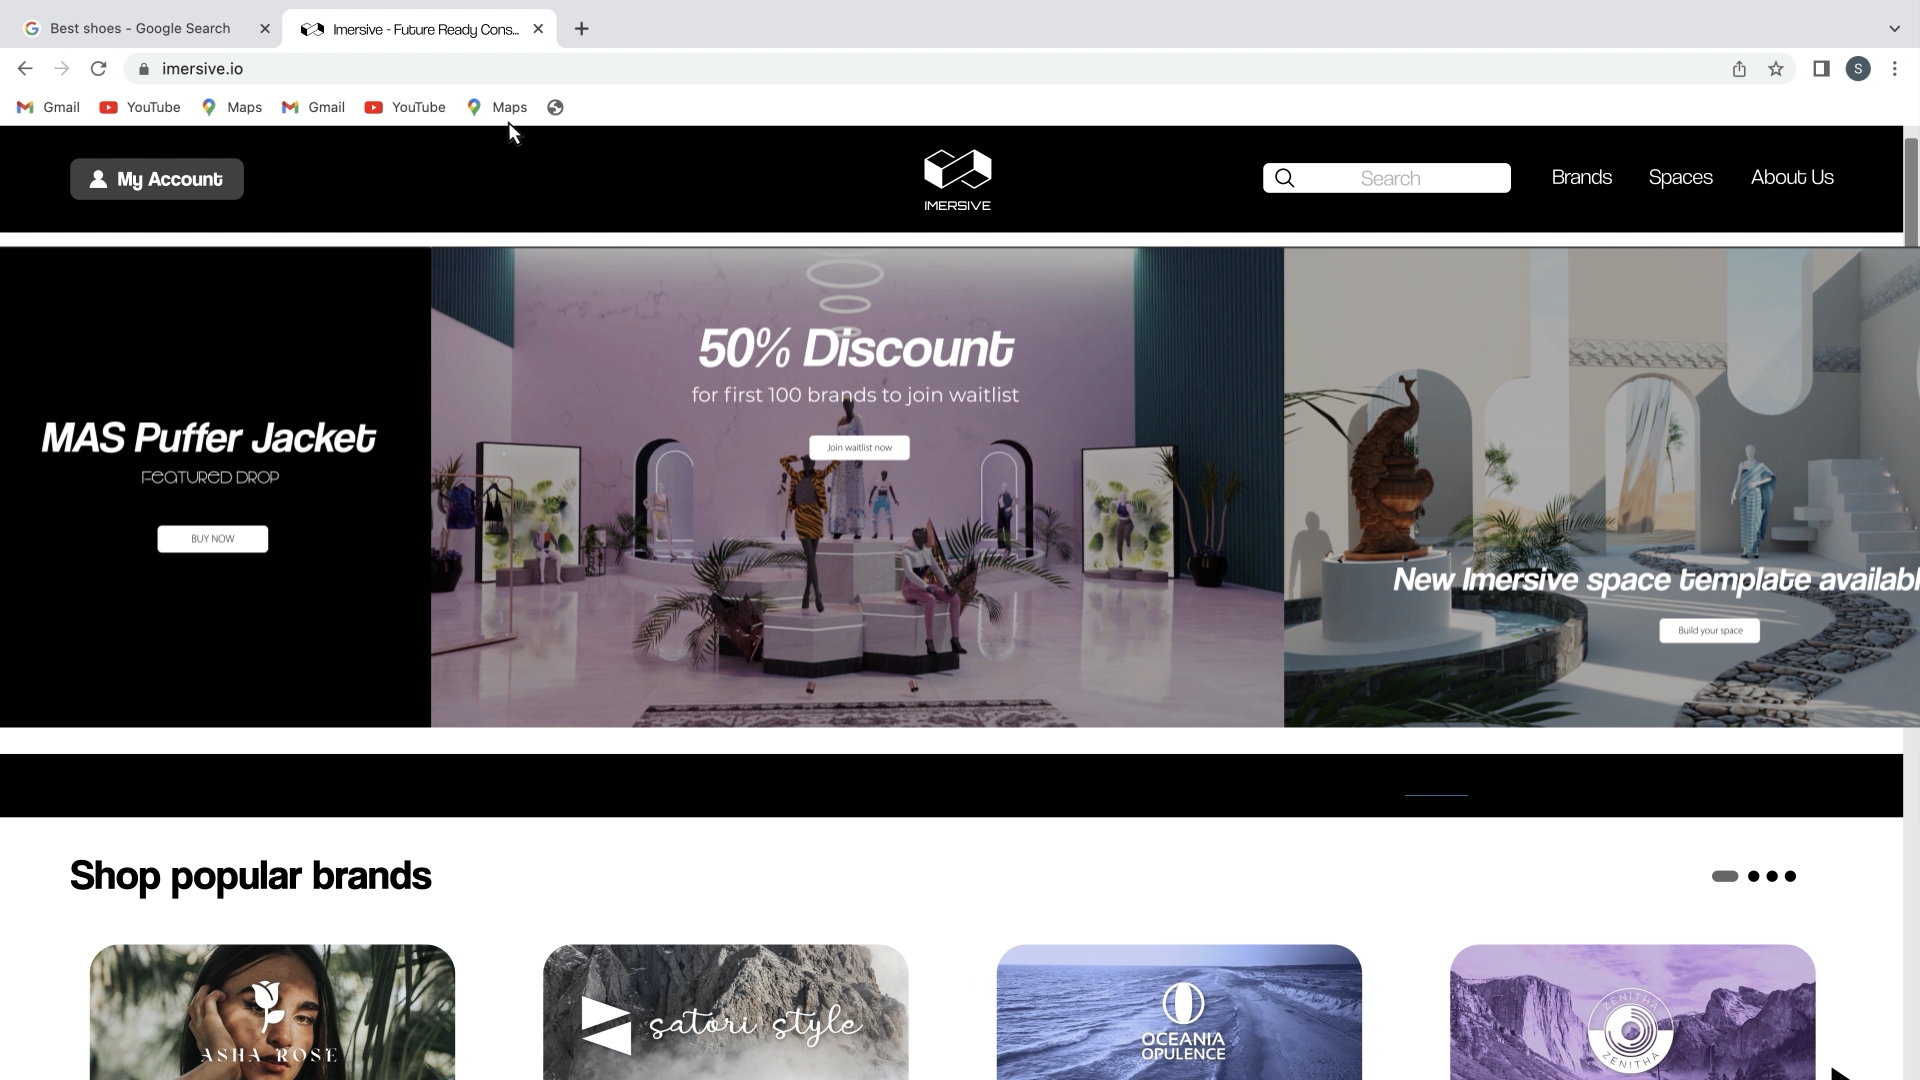 Best shoes - Google Search
Imersive - Future Ready Cons...
imersive.io
S
Gmail
YouTube
Maps
Gmail
YouTube
Maps
My Account
IMERSIVE
Search
Brands
Spaces
About Us
MAS Puffer Jacket
FEATURED DROP
BUY NOW
50% Discount
for first 100 brands to join waitlist
Join waitlist now
New Imersive space template availabl
Build your space
Shop popular brands
ASHA ROSE
satori style
OCEANIA
OPULENCE
ZENITHA
ZENITHA